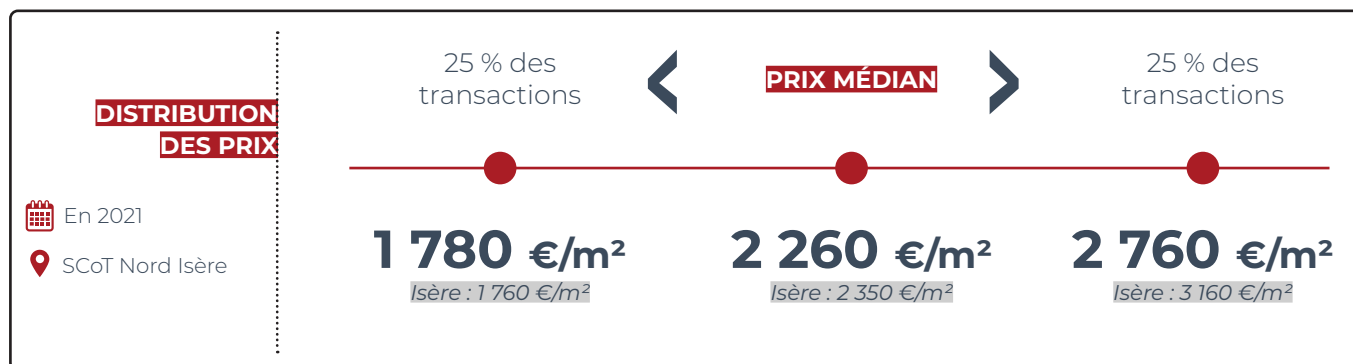 DISTRIBUTION
DES PRIX
En 2021
SCoT Nord Isère
25 % des
transactions
<
PRIX MÉDIAN
>
25 % des
transactions
1 780 €/m²
Isère : 1 760 €/m²
2 260 €/m²
Isère : 2 350 €/m²
2 760 €/m²
Isère : 3 160 €/m²